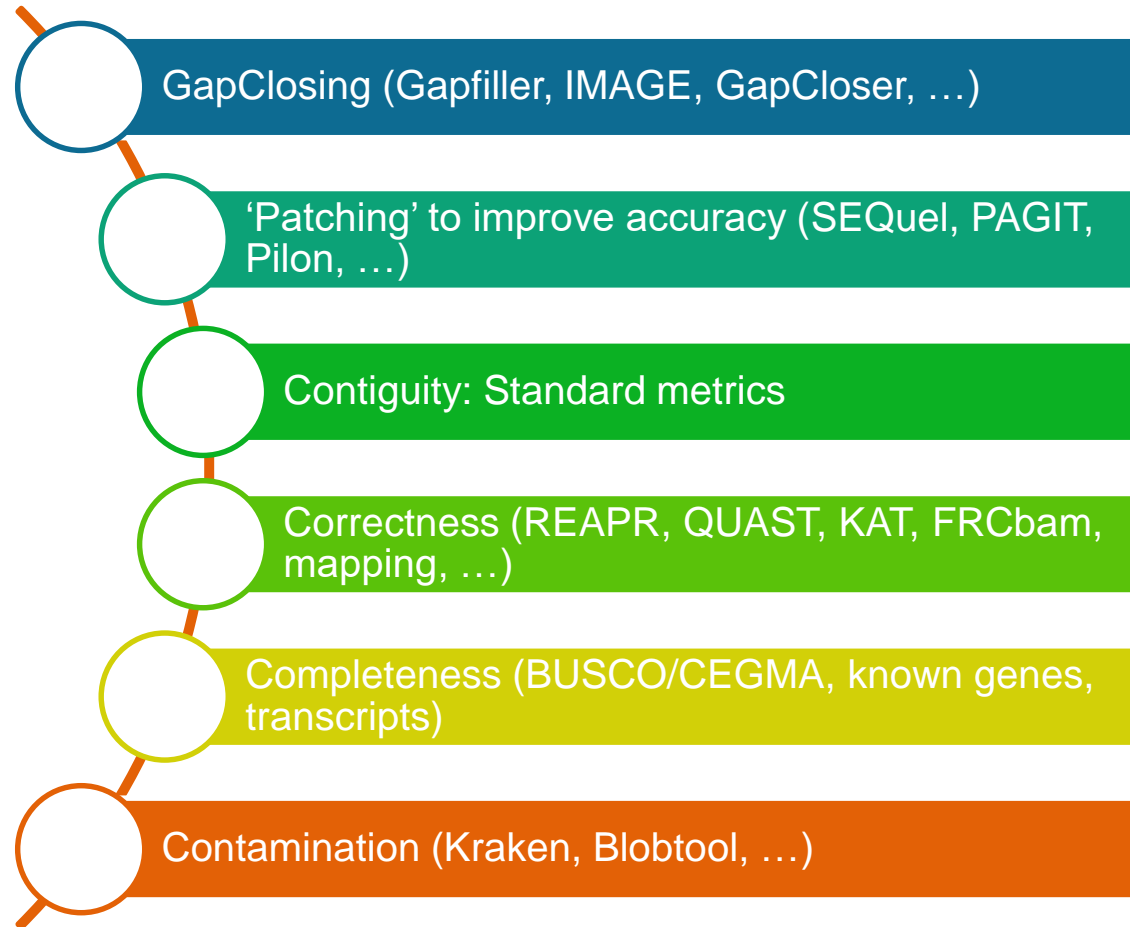 GapClosing (Gapfiller, IMAGE, GapCloser, …)
‘Patching’ to improve accuracy (SEQuel, PAGIT,
Pilon, …)
Contiguity: Standard metrics
Correctness (REAPR, QUAST, KAT, FRCbam,
mapping, …)
Completeness (BUSCO/CEGMA, known genes,
transcripts)
Contamination (Kraken, Blobtool, …)